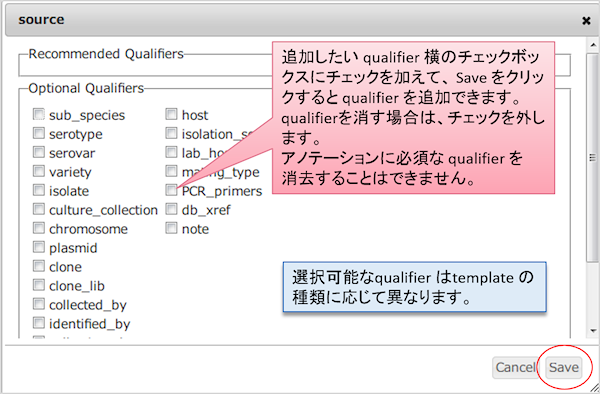 source
Recommended Qualifiers
Optional Qualifiers
sub_species
serotype
serovar
variety
isolate
culture_collection
chromosome
plasmid
clone
clone_lib
collected_by
identified_by
host
PCR_primers
db_xref
note
追加したい qualifier 横のチェックボッ
クスにチェックを加えて、Save をクリッ
クすると qualifier を追加できます。
qualifierを消す場合は、チェックを外し
ます。
アノテーションに必須な qualifier を
消去することはできません。
選択可能なqualifier はtemplate の
種類に応じて異なります。
Cancel
Save